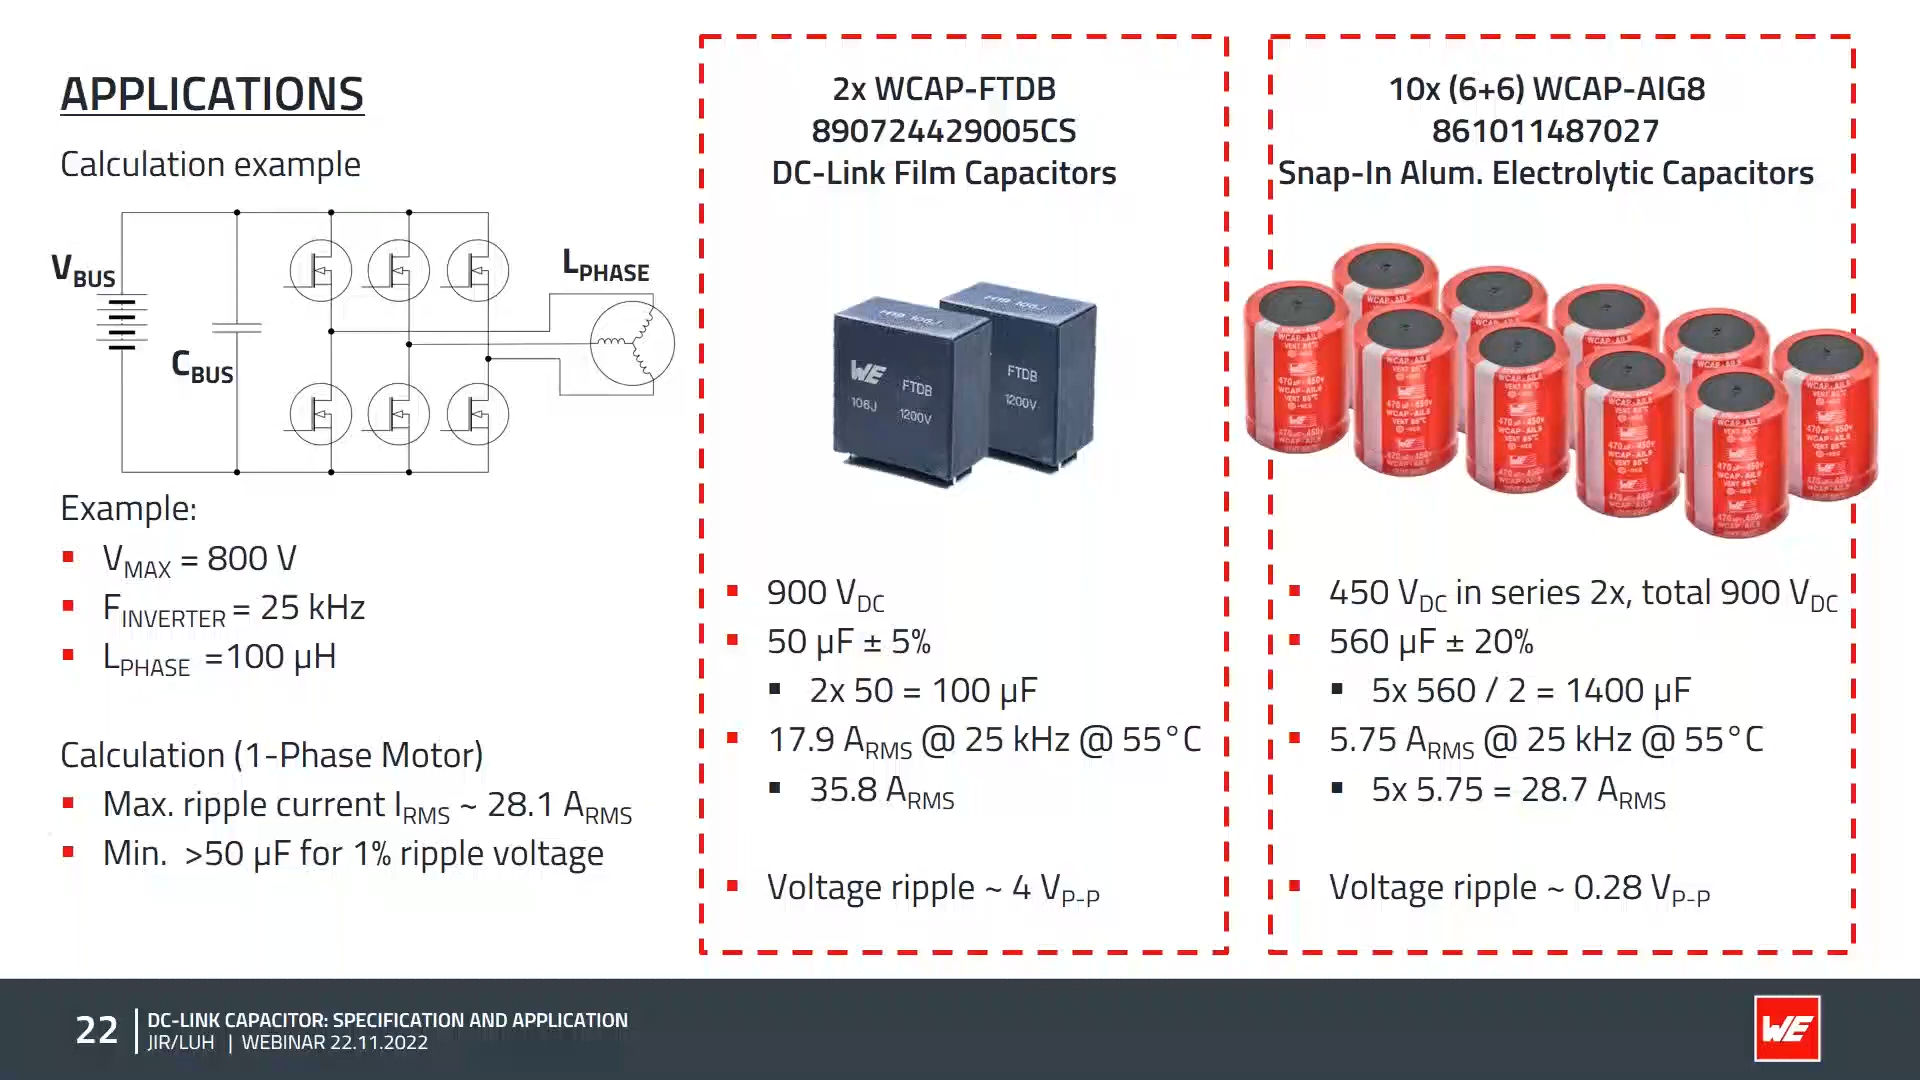 APPLICATIONS
Calculation example
VBUS
CBUS
LPHASE
Example:
▪ VMAX = 800 V
▪ FINVERTER = 25 kHz
▪ LPHASE =100 µH
Calculation (1-Phase Motor)
▪ Max. ripple current IRMS ~ 28.1 ARMS
▪ Min. >50 µF for 1% ripple voltage
2x WCAP-FTDB
890724429005CS
DC-Link Film Capacitors
WE FTDB
106J 1200V
FTDB
1200V
▪ 900 VDC
▪ 50 µF ± 5%
▪ 2x 50 = 100 µF
▪ 17.9 ARMS @ 25 kHz @ 55°C
▪ 35.8 ARMS
▪ Voltage ripple ~ 4 VP-P
10x (6+6) WCAP-AIG8
861011487027
Snap-In Alum. Electrolytic Capacitors
▪ 450 VDC in series 2x, total 900 VDC
▪ 560 µF ± 20%
▪ 5x 560 / 2 = 1400 µF
▪ 5.75 ARMS @ 25 kHz @ 55°C
▪ 5x 5.75 = 28.7 ARMS
▪ Voltage ripple ~ 0.28 VP-P
22
DC-LINK CAPACITOR: SPECIFICATION AND APPLICATION
JIR/LUH | WEBINAR 22.11.2022
WE